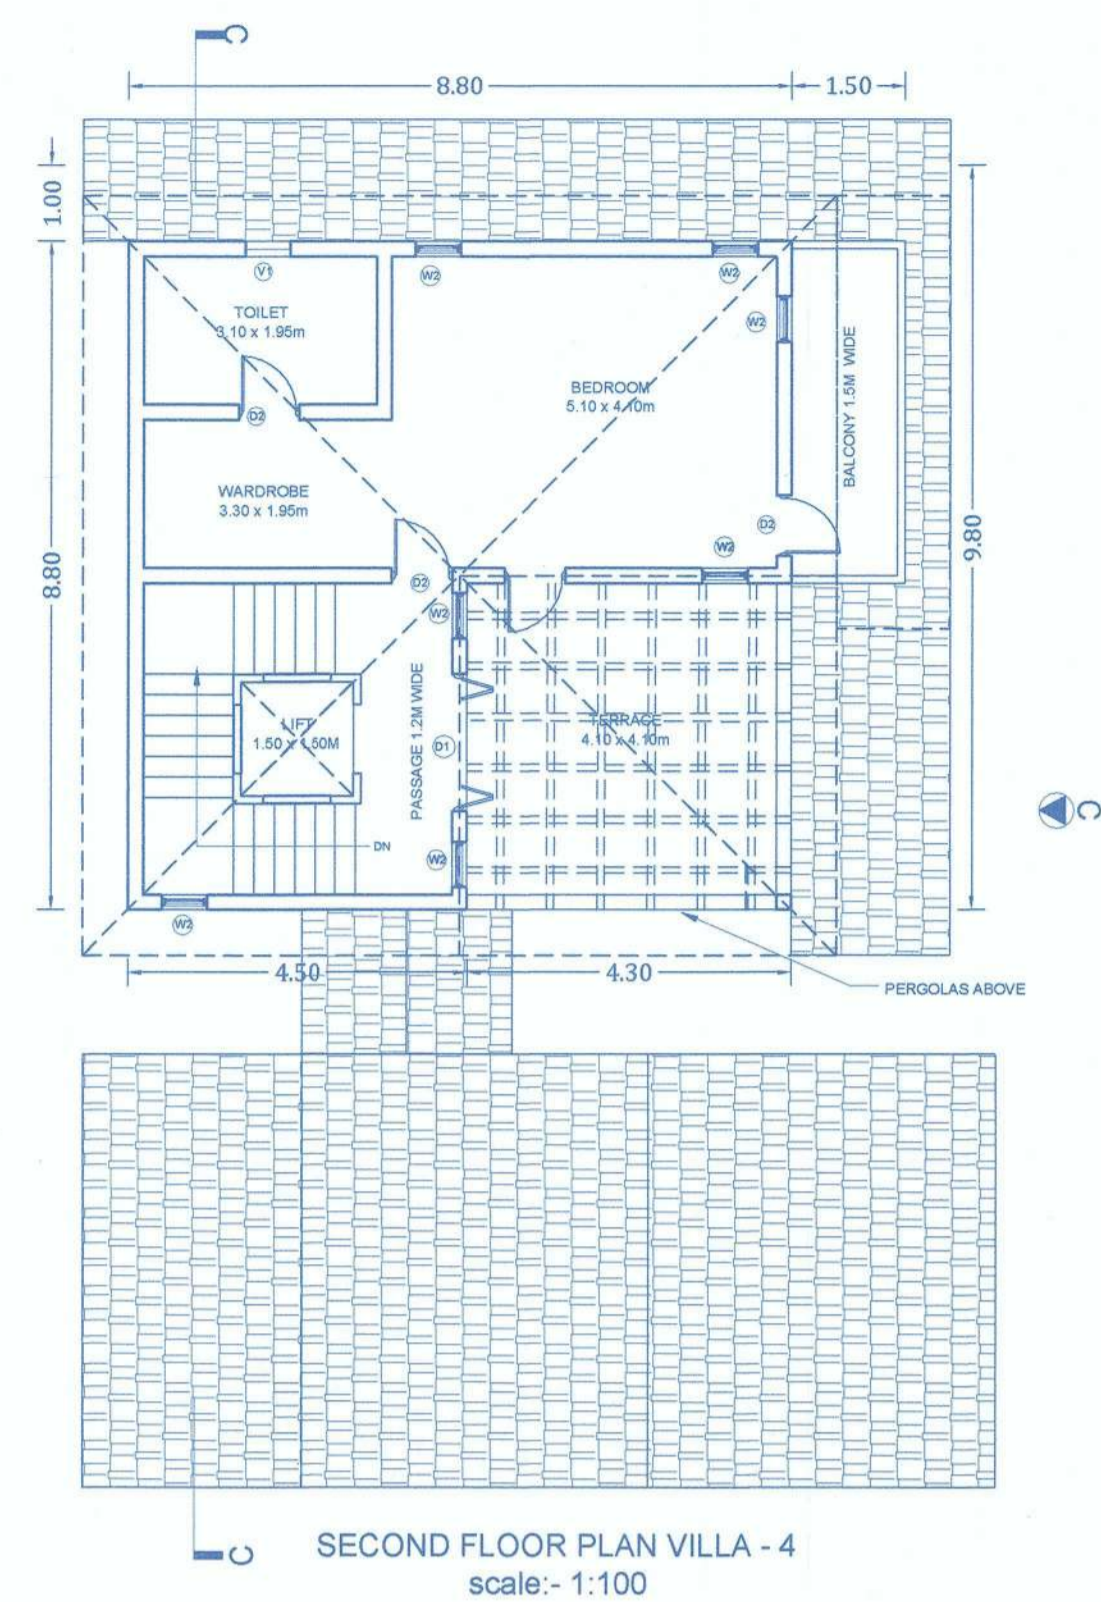 C
8.80
1.50
1.00
V1
W2
W2
TOILET
3.10 x 1.95m
W2
BEDROOM
5.10 x 4.10m
BALCONY 1.5M WIDE
D2
WARDROBE
3.30 x 1.95m
D2
W2
9.80
8.80
D2
W2
PASSAGE 1.2M WIDE
LIFT
1.50 x 1.50M
TERRACE
4.10 x 4.10m
D1
C
DN
W2
W2
4.50
4.30
PERGOLAS ABOVE
C
SECOND FLOOR PLAN VILLA - 4
scale:- 1:100